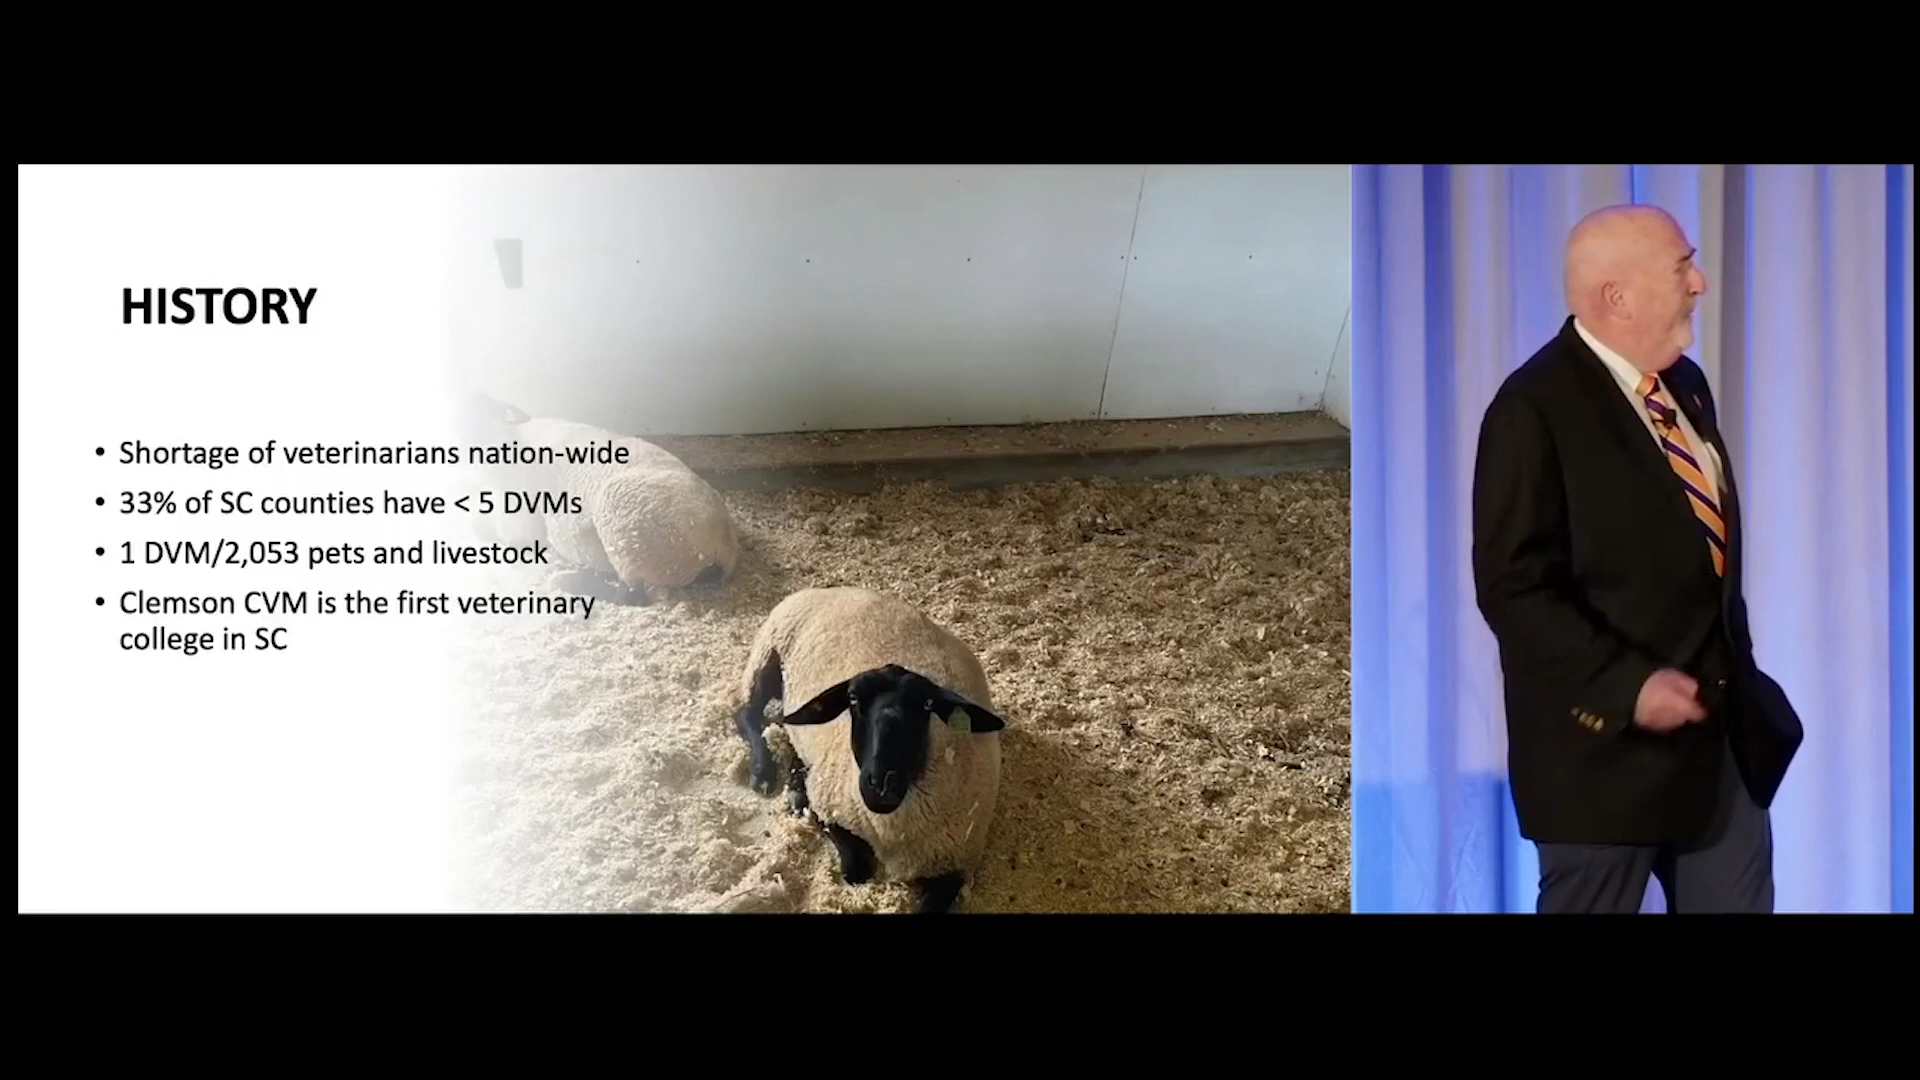 HISTORY
• Shortage of veterinarians nation-wide
• 33% of SC counties have < 5 DVMs
• 1 DVM/2,053 pets and livestock
• Clemson CVM is the first veterinary
college in SC